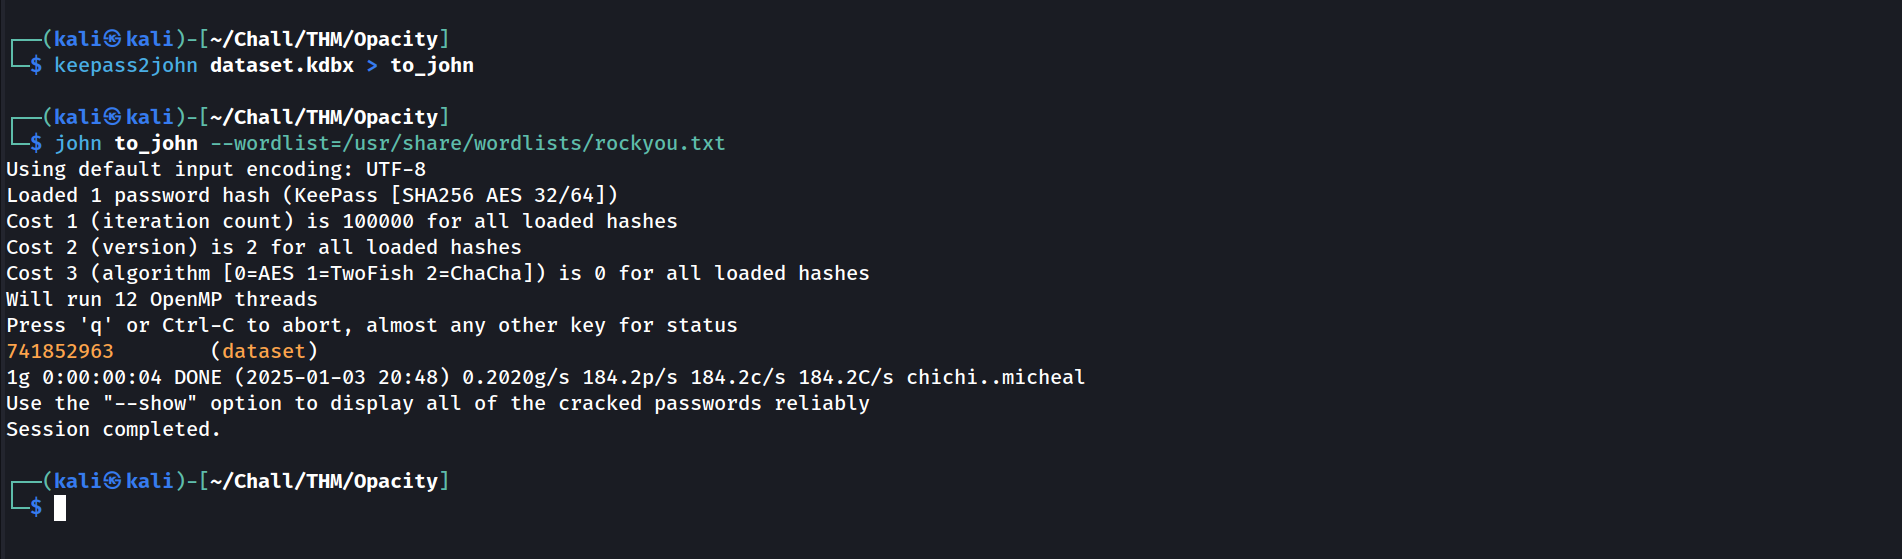 ┌──(kali㉿kali)-[~/Chall/THM/Opacity]
└─$ keepass2john dataset.kdbx > to_john
┌──(kali㉿kali)-[~/Chall/THM/Opacity]
└─$ john to_john --wordlist=/usr/share/wordlists/rockyou.txt
Using default input encoding: UTF-8
Loaded 1 password hash (KeePass [SHA256 AES 32/64])
Cost 1 (iteration count) is 100000 for all loaded hashes
Cost 2 (version) is 2 for all loaded hashes
Cost 3 (algorithm [0=AES 1=TwoFish 2=ChaCha]) is 0 for all loaded hashes
Will run 12 OpenMP threads
Press 'q' or Ctrl-C to abort, almost any other key for status
741852963        (dataset)
1g 0:00:00:04 DONE (2025-01-03 20:48) 0.2020g/s 184.2p/s 184.2c/s 184.2C/s chichi..micheal
Use the "--show" option to display all of the cracked passwords reliably
Session completed.
┌──(kali㉿kali)-[~/Chall/THM/Opacity]
└─$